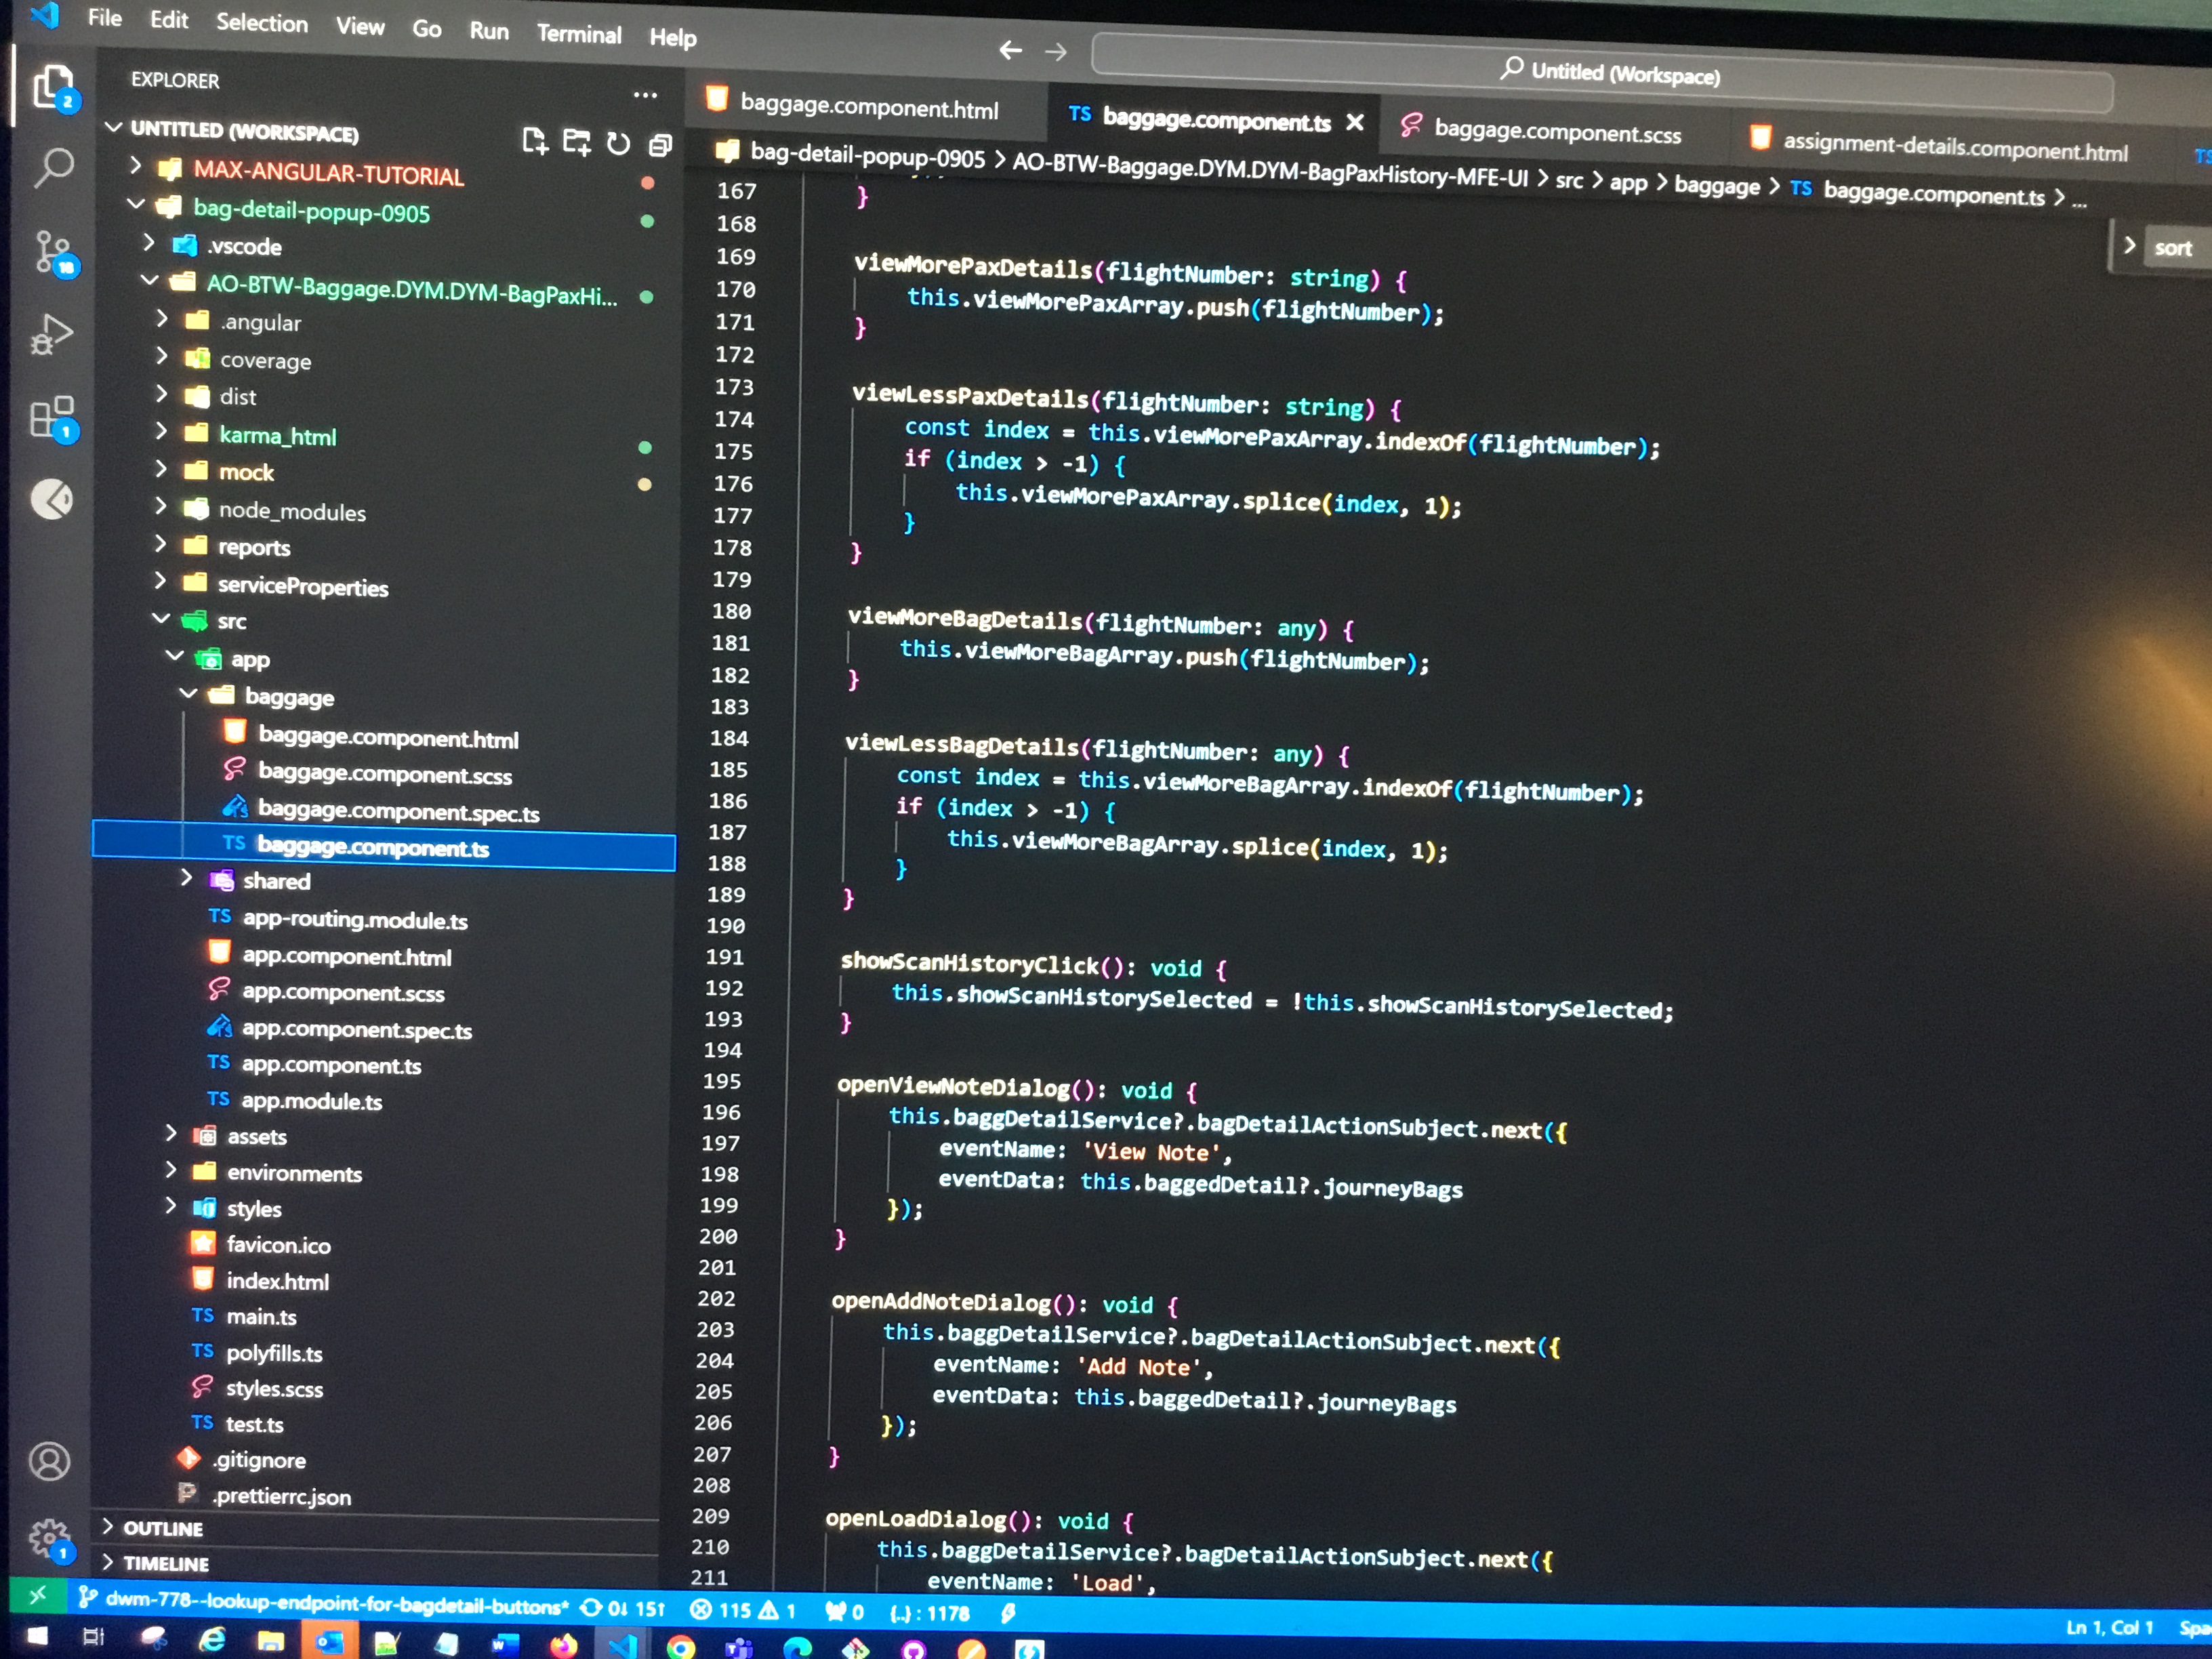 File Edit Selection View Go Run Terminal Help
Untitled (Workspace)
EXPLORER
UNTITLED (WORKSPACE)
MAX-ANGULAR-TUTORIAL
bag-detail-popup-0905
.vscode
AO-BTW-Baggage.DYM.DYM-BagPaxHi...
.angular
coverage
dist
karma_html
mock
node_modules
reports
serviceProperties
src
app
baggage
baggage.component.html
baggage.component.scss
baggage.component.spec.ts
TS baggage.component.ts
shared
TS app-routing.module.ts
app.component.html
app.component.scss
app.component.spec.ts
TS app.component.ts
TS app.module.ts
assets
environments
styles
favicon.ico
index.html
TS main.ts
TS polyfills.ts
styles.scss
TS test.ts
.gitignore
.prettierrc.json
OUTLINE
TIMELINE
2
18
1
1
baggage.component.html TS baggage.component.ts baggage.component.scss assignment-details.component.html TS
bag-detail-popup-0905 > AO-BTW-Baggage.DYM.DYM-BagPaxHistory-MFE-UI > src > app > baggage > TS baggage.component.ts > ...
sort
167 }
168
169 viewMorePaxDetails(flightNumber: string) {
170 this.viewMorePaxArray.push(flightNumber);
171 }
172
173 viewLessPaxDetails(flightNumber: string) {
174 const index = this.viewMorePaxArray.indexOf(flightNumber);
175 if (index > -1) {
176 this.viewMorePaxArray.splice(index, 1);
177 }
178 }
179
180 viewMoreBagDetails(flightNumber: any) {
181 this.viewMoreBagArray.push(flightNumber);
182 }
183
184 viewLessBagDetails(flightNumber: any) {
185 const index = this.viewMoreBagArray.indexOf(flightNumber);
186 if (index > -1) {
187 this.viewMoreBagArray.splice(index, 1);
188 }
189 }
190
191 showScanHistoryClick(): void {
192 this.showScanHistorySelected = !this.showScanHistorySelected;
193 }
194
195 openViewNoteDialog(): void {
196 this.baggDetailService?.bagDetailActionSubject.next({
197 eventName: 'View Note',
198 eventData: this.baggedDetail?.journeyBags
199 });
200 }
201
202 openAddNoteDialog(): void {
203 this.baggDetailService?.bagDetailActionSubject.next({
204 eventName: 'Add Note',
205 eventData: this.baggedDetail?.journeyBags
206 });
207 }
208
209 openLoadDialog(): void {
210 this.baggDetailService?.bagDetailActionSubject.next({
211 eventName: 'Load',
dwm-778--lookup-endpoint-for-bagdetail-buttons* 0↓ 15↑ 115 1 0 {..} : 1178 Ln 1, Col 1 Spa